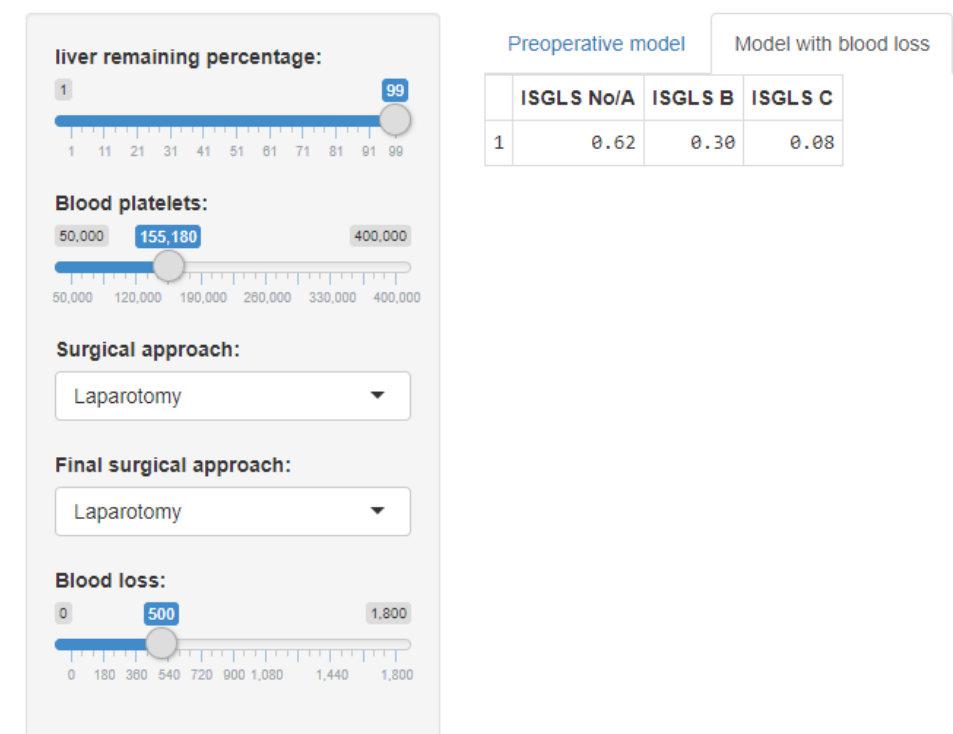 liver remaining percentage:
1 99
1 11 21 31 41 51 61 71 81 91 99
Blood platelets:
50,000 155,180 400,000
50,000 120,000 190,000 260,000 330,000 400,000
Surgical approach:
Laparotomy
Final surgical approach:
Laparotomy
Blood loss:
0 500 1,800
0 180 360 540 720 900 1,080 1,440 1,800
Preoperative model Model with blood loss
ISGLS No/A ISGLS B ISGLS C
1 0.62 0.30 0.08